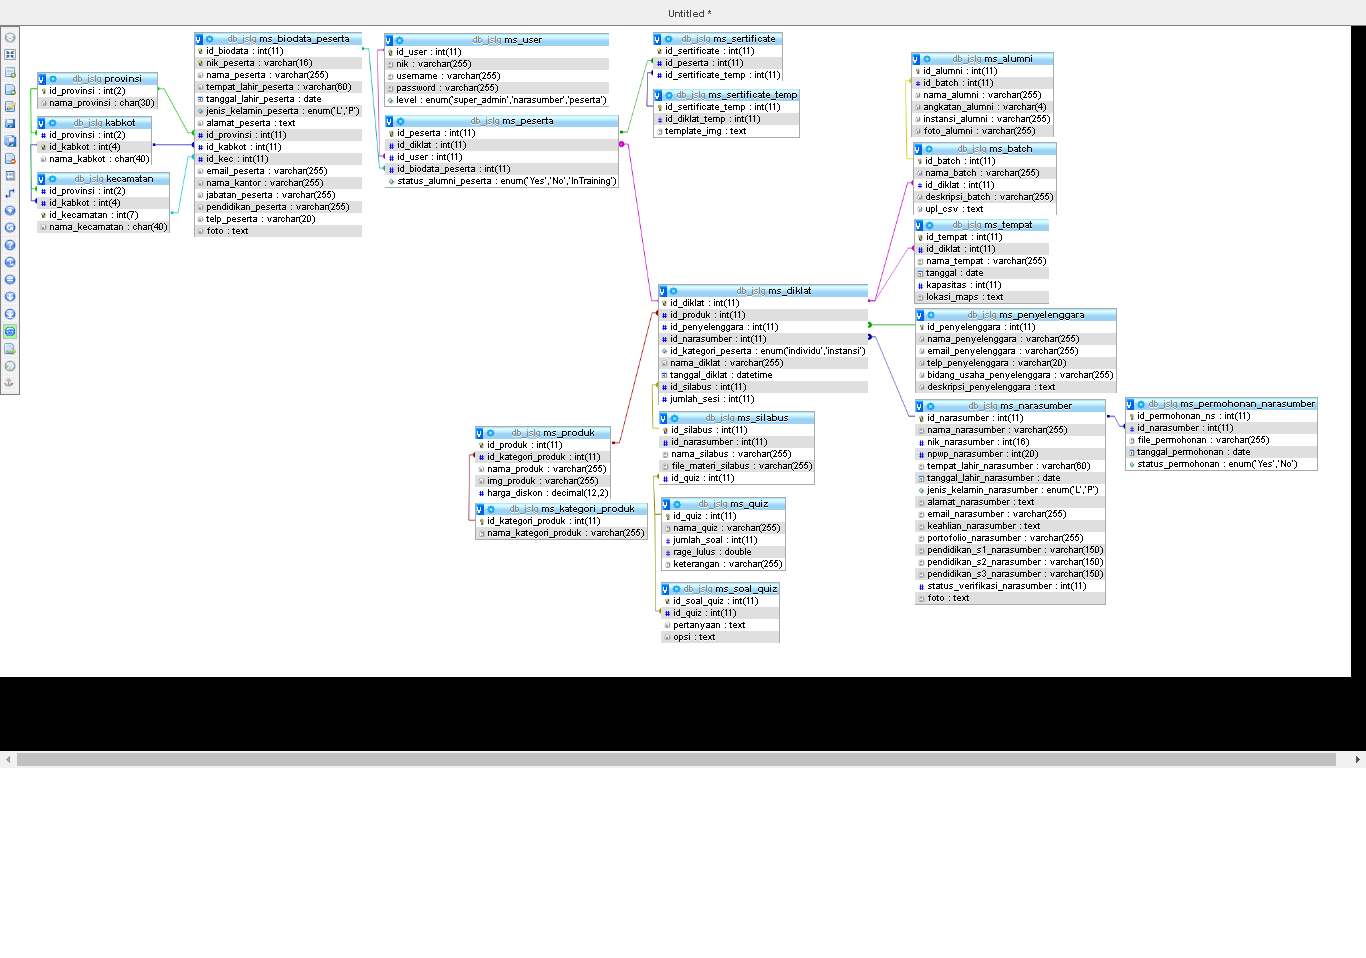 Untitled *
db_jslg provinsi
id_provinsi : int(2)
nama_provinsi : char(30)
db_jslg kabkot
id_provinsi : int(2)
id_kabkot : int(4)
nama_kabkot : char(40)
db_jslg kecamatan
id_provinsi : int(2)
id_kabkot : int(4)
id_kecamatan : int(7)
nama_kecamatan : char(40)
db_jslg ms_biodata_peserta
id_biodata : int(11)
nik_peserta : varchar(16)
nama_peserta : varchar(255)
tempat_lahir_peserta : varchar(60)
tanggal_lahir_peserta : date
jenis_kelamin_peserta : enum('L','P')
alamat_peserta : text
id_provinsi : int(11)
id_kabkot : int(11)
id_kec : int(11)
email_peserta : varchar(255)
nama_kantor : varchar(255)
jabatan_peserta : varchar(255)
pendidikan_peserta : varchar(255)
telp_peserta : varchar(20)
foto : text
db_jslg ms_user
id_user : int(11)
nik : varchar(255)
username : varchar(255)
password : varchar(255)
level : enum('super_admin','narasumber','peserta')
db_jslg ms_peserta
id_peserta : int(11)
id_diklat : int(11)
id_user : int(11)
id_biodata_peserta : int(11)
status_alumni_peserta : enum('Yes','No','InTraining')
db_jslg ms_sertificate
id_sertificate : int(11)
id_peserta : int(11)
id_sertificate_temp : int(11)
db_jslg ms_sertificate_temp
id_sertificate_temp : int(11)
id_diklat_temp : int(11)
template_img : text
db_jslg ms_alumni
id_alumni : int(11)
id_batch : int(11)
nama_alumni : varchar(255)
angkatan_alumni : varchar(4)
instansi_alumni : varchar(255)
foto_alumni : varchar(255)
db_jslg ms_batch
id_batch : int(11)
nama_batch : varchar(255)
id_diklat : int(11)
deskripsi_batch : varchar(255)
upl_csv : text
db_jslg ms_tempat
id_tempat : int(11)
id_diklat : int(11)
nama_tempat : varchar(255)
tanggal : date
kapasitas : int(11)
lokasi_maps : text
db_jslg ms_diklat
id_diklat : int(11)
id_produk : int(11)
id_penyelenggara : int(11)
id_narasumber : int(11)
id_kategori_peserta : enum('individu','instansi')
nama_diklat : varchar(255)
tanggal_diklat : datetime
id_silabus : int(11)
jumlah_sesi : int(11)
db_jslg ms_penyelenggara
id_penyelenggara : int(11)
nama_penyelenggara : varchar(255)
email_penyelenggara : varchar(255)
telp_penyelenggara : varchar(20)
bidang_usaha_penyelenggara : varchar(255)
deskripsi_penyelenggara : text
db_jslg ms_silabus
id_silabus : int(11)
id_narasumber : int(11)
nama_silabus : varchar(255)
file_materi_silabus : varchar(255)
id_quiz : int(11)
db_jslg ms_produk
id_produk : int(11)
id_kategori_produk : int(11)
nama_produk : varchar(255)
img_produk : varchar(255)
harga_diskon : decimal(12,2)
db_jslg ms_kategori_produk
id_kategori_produk : int(11)
nama_kategori_produk : varchar(255)
db_jslg ms_quiz
id_quiz : int(11)
nama_quiz : varchar(255)
jumlah_soal : int(11)
rage_lulus : double
keterangan : varchar(255)
db_jslg ms_soal_quiz
id_soal_quiz : int(11)
id_quiz : int(11)
pertanyaan : text
opsi : text
db_jslg ms_narasumber
id_narasumber : int(11)
nama_narasumber : varchar(255)
nik_narasumber : int(16)
npwp_narasumber : int(20)
tempat_lahir_narasumber : varchar(60)
tanggal_lahir_narasumber : date
jenis_kelamin_narasumber : enum('L','P')
alamat_narasumber : text
email_narasumber : varchar(255)
keahlian_narasumber : text
portofolio_narasumber : varchar(255)
pendidikan_s1_narasumber : varchar(150)
pendidikan_s2_narasumber : varchar(150)
pendidikan_s3_narasumber : varchar(150)
status_verifikasi_narasumber : int(11)
foto : text
db_jslg ms_permohonan_narasumber
id_permohonan_ns : int(11)
id_narasumber : int(11)
file_permohonan : varchar(255)
tanggal_permohonan : date
status_permohonan : enum('Yes','No')